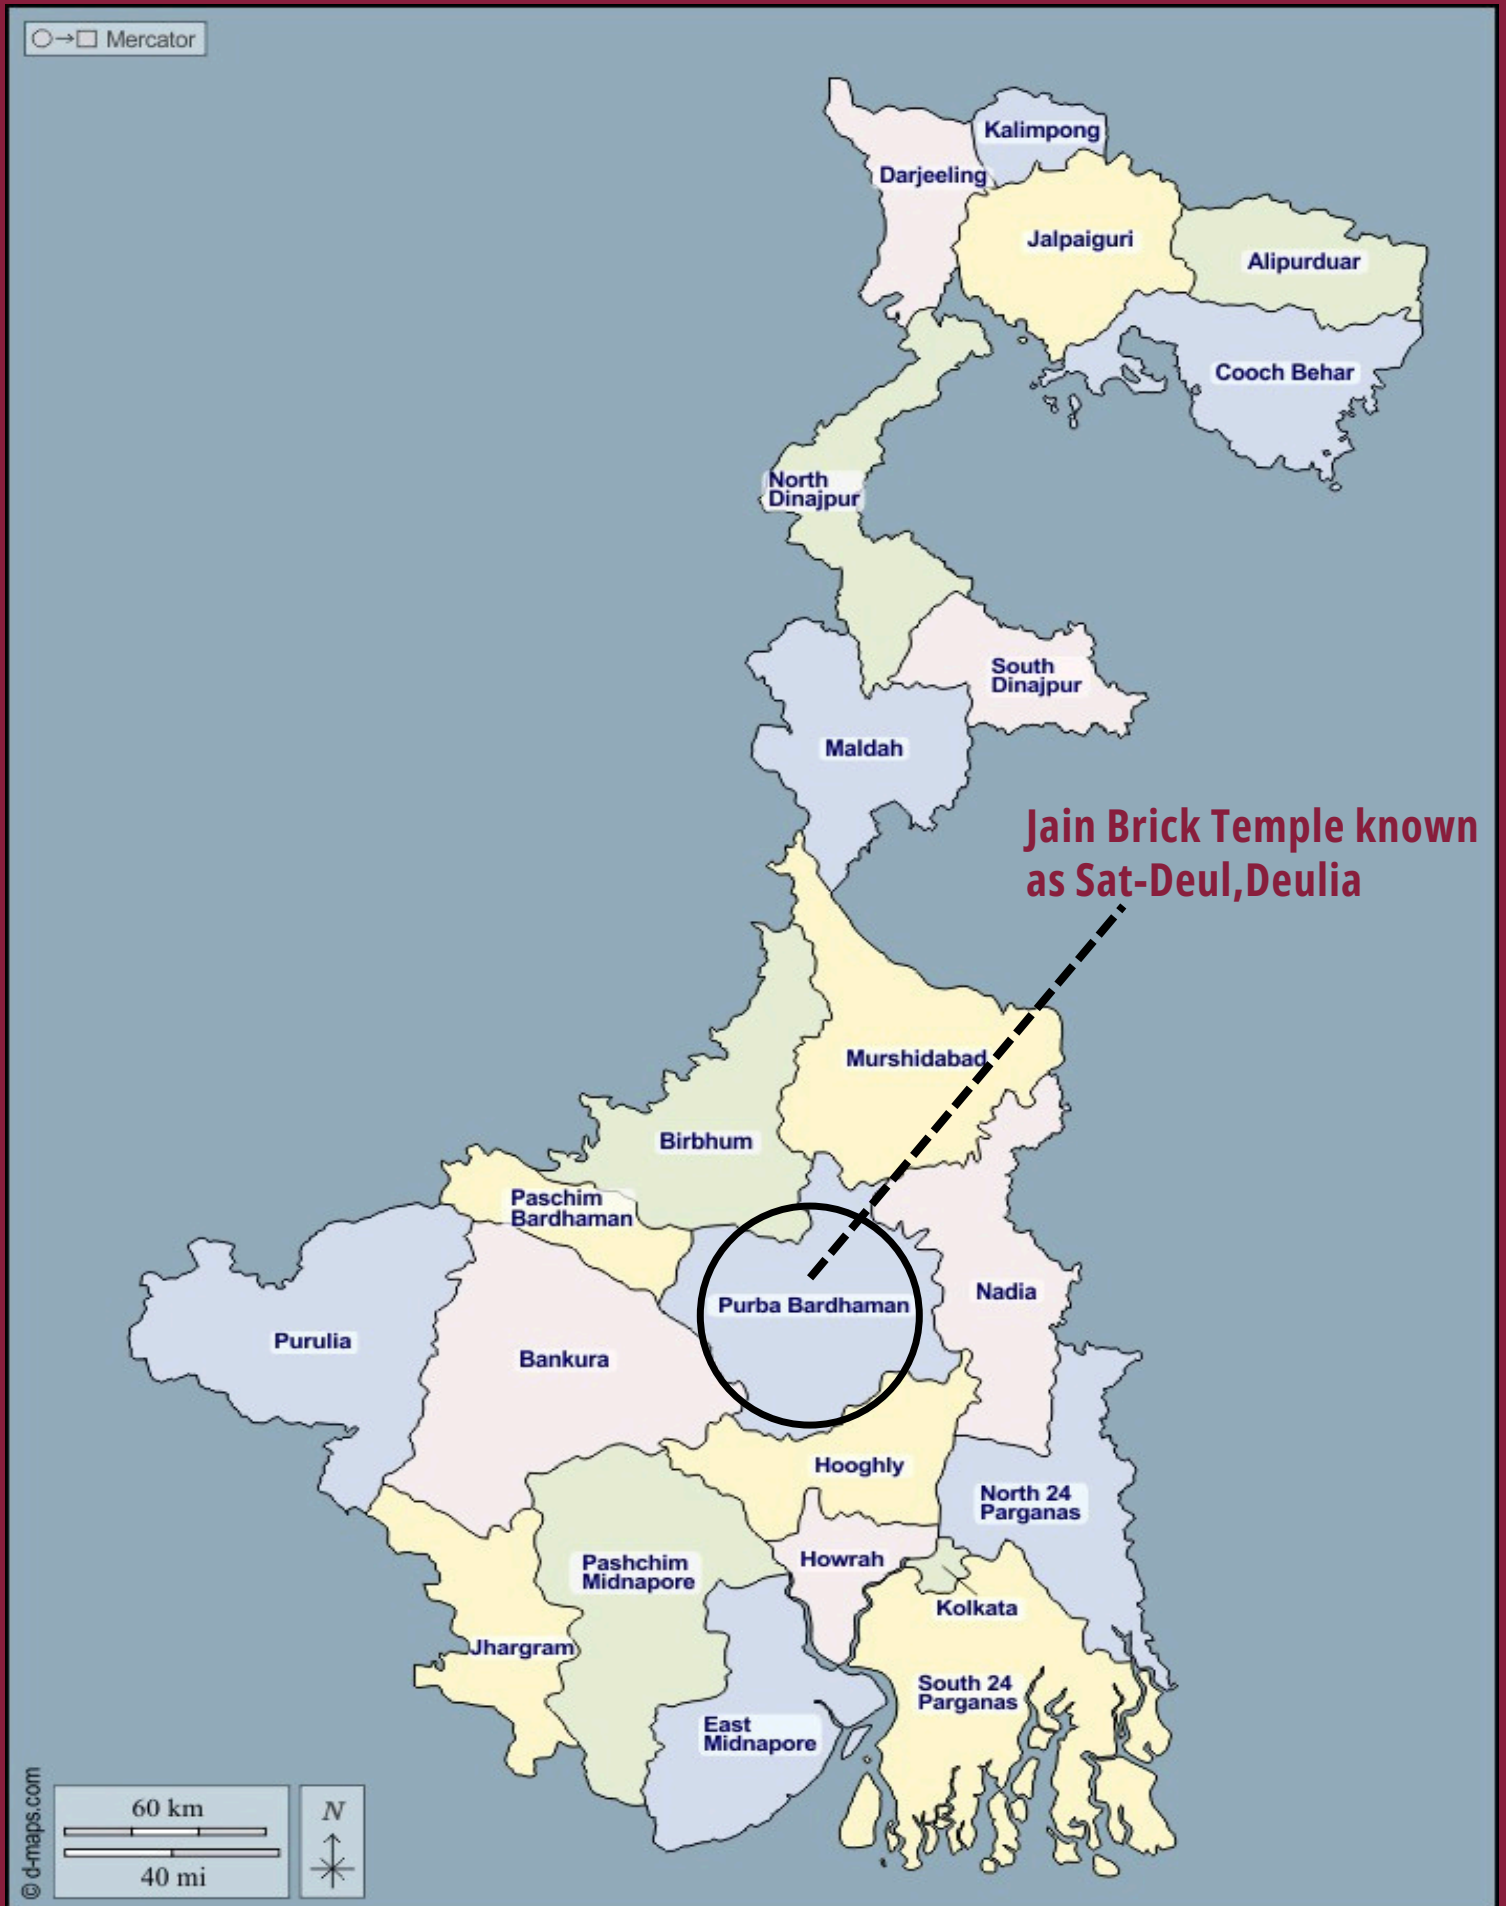 Mercator
Kalimpong
Darjeeling
Jalpaiguri
Alipurduar
Cooch Behar
North
Dinajpur
South
Dinajpur
Maldah
Jain Brick Temple known
as Sat-Deul,Deulia
Murshidabad
Birbhum
Paschim
Bardhaman
Purba Bardhaman
Nadia
Purulia
Bankura
Hooghly
North 24
Parganas
Howrah
Pashchim
Midnapore
Kolkata
Jhargram
South 24
Parganas
East
Midnapore
© d-maps.com
60 km
40 mi
N